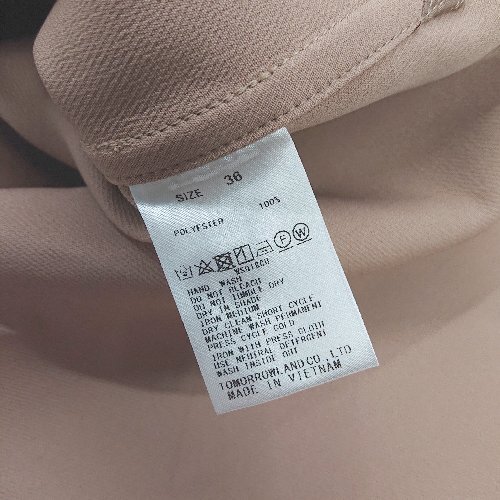 SIZE 36
POLYESTER 100%
HAND WASH
DO NOT BLEACH
DO NOT TUMBLE DRY
DRY IN SHADE
IRON MEDIUM
DRY CLEAN SHORT CYCLE
MACHINE WASH PERMANENT
PRESS CYCLE COLD
IRON WITH PRESS CLOTH
USE NEUTRAL DETERGENT
WASH INSIDE OUT
TOMORROWLAND CO., LTD
MADE IN VIETNAM